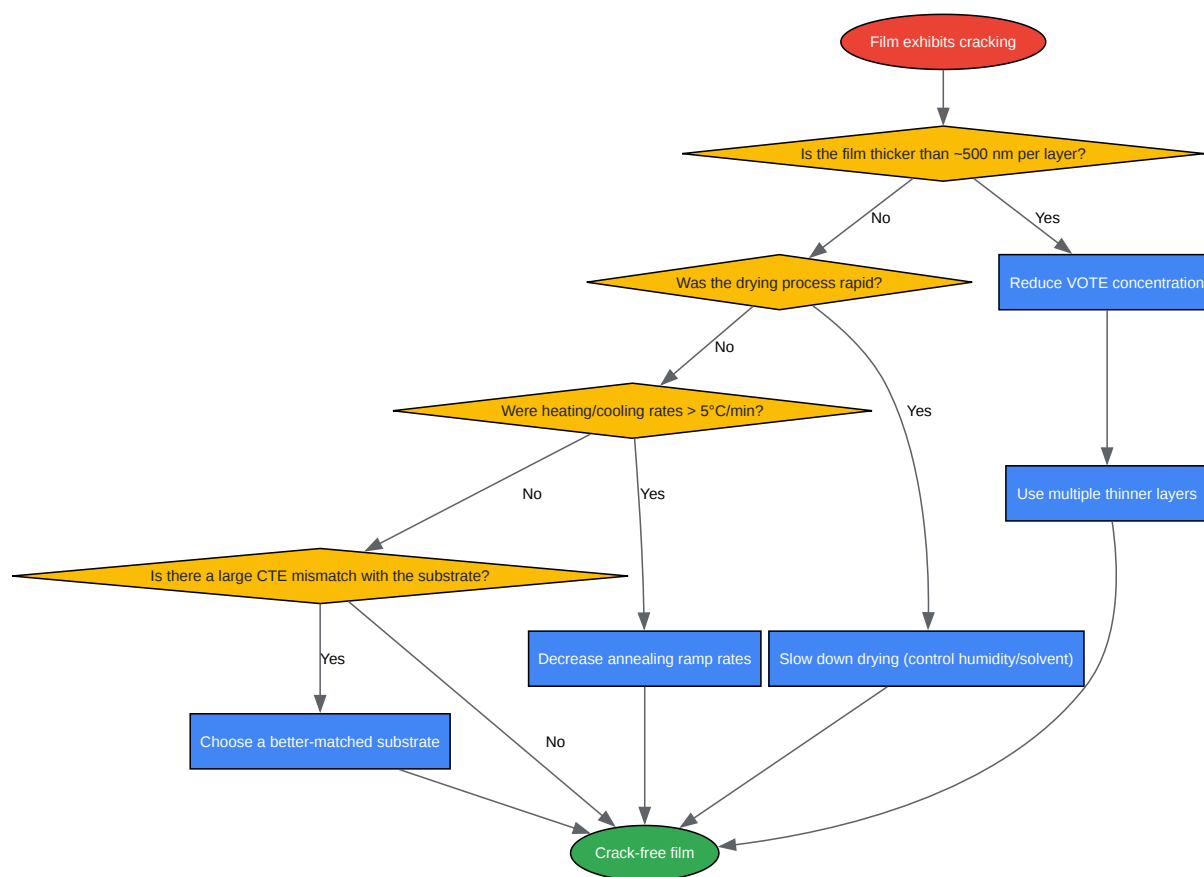 Film exhibits cracking
Is the film thicker than ~500 nm per layer?
No
Yes
Was the drying process rapid?
Reduce VOTE concentration
No
Were heating/cooling rates > 5°C/min?
Yes
No
Yes
Use multiple thinner layers
Is there a large CTE mismatch with the substrate?
Yes
Decrease annealing ramp rates
Slow down drying (control humidity/solvent)
Choose a better-matched substrate
No
Crack-free film